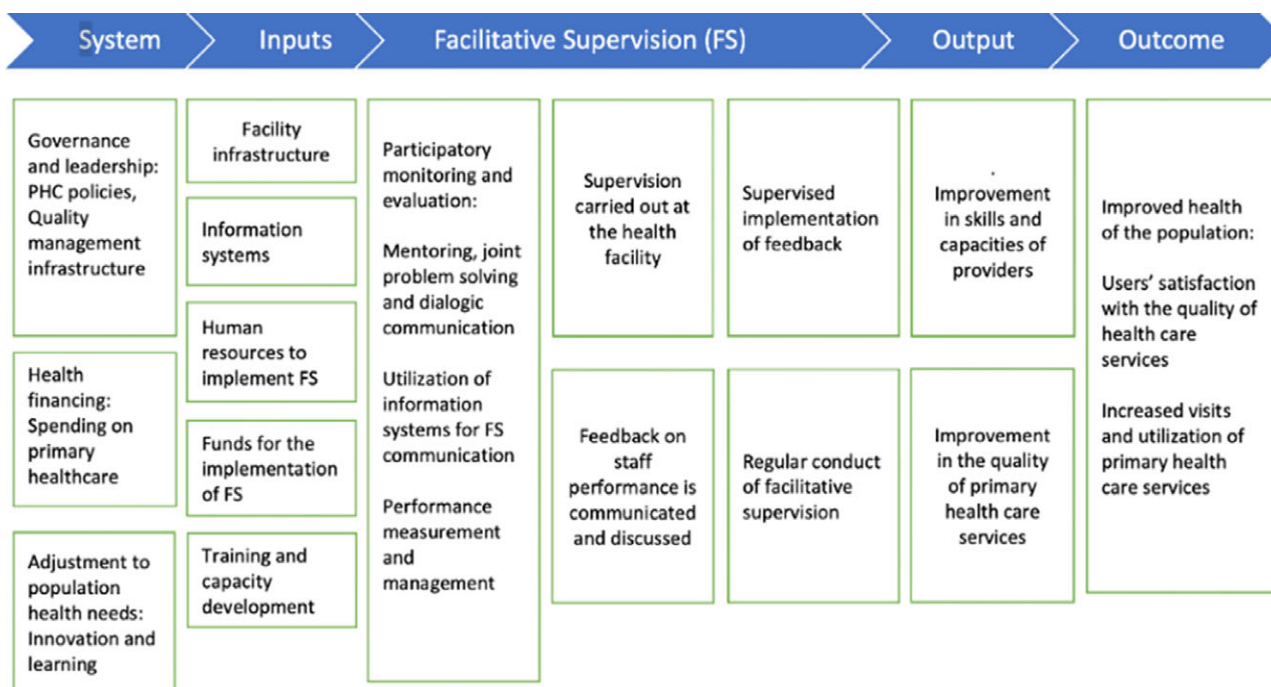 System
Inputs
Facilitative Supervision (FS)
Output
Outcome
Governance
and leadership:
PHC policies,
Quality
management
infrastructure
Health
financing:
Spending on
primary
healthcare
Adjustment to
population
health needs:
Innovation and
learning
Facility
infrastructure
Information
systems
Human
resources to
implement FS
Funds for the
implementation
of FS
Training and
capacity
development
Participatory
monitoring and
evaluation:
Mentoring, joint
problem solving
and dialogic
communication
Utilization of
information
systems for FS
communication
Performance
measurement
and
management
Supervision
carried out at
the health
facility
Feedback on
staff
performance is
communicated
and discussed
Supervised
implementation
of feedback
Regular conduct
of facilitative
supervision
.
Improvement
in skills and
capacities of
providers
Improvement
in the quality
of primary
health care
services
Improved health
of the population:
Users’ satisfaction
with the quality of
health care
services
Increased visits
and utilization of
primary health
care services